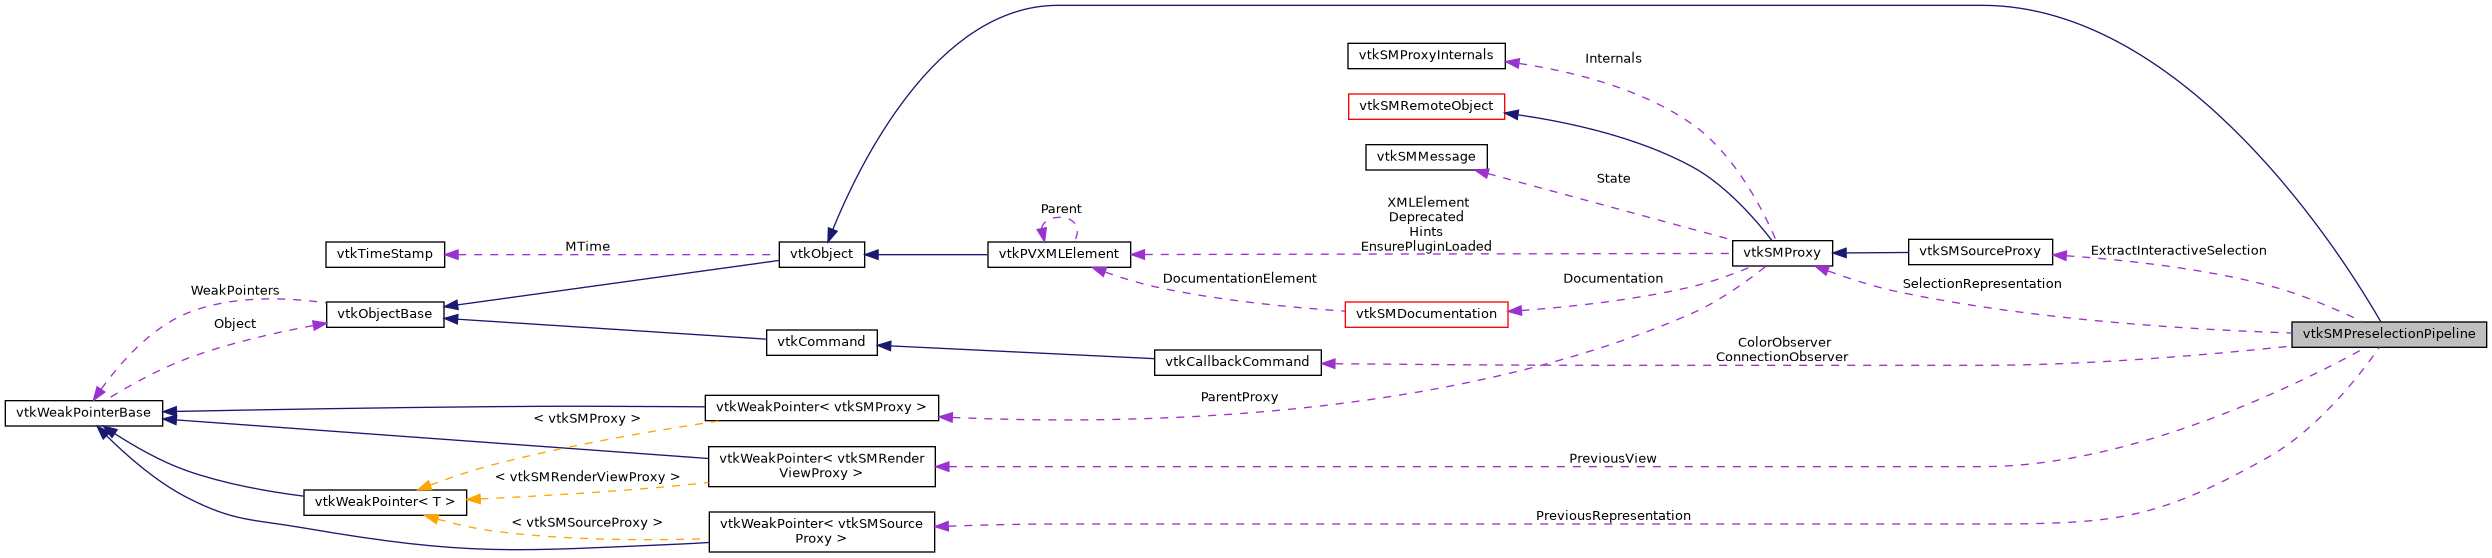 vtkSMProxyInternals
Internals
vtkSMRemoteObject
vtkSMMessage
State
XMLElement
Deprecated
Hints
EnsurePluginLoaded
Parent
MTime
vtkTimeStamp
vtkObject
vtkPVXMLElement
vtkSMProxy
vtkSMSourceProxy
ExtractInteractiveSelection
DocumentationElement
Documentation
SelectionRepresentation
WeakPointers
Object
vtkObjectBase
vtkSMDocumentation
vtkSMPreselectionPipeline
vtkCommand
vtkCallbackCommand
ColorObserver
ConnectionObserver
ParentProxy
vtkWeakPointerBase
vtkWeakPointer< vtkSMProxy >
< vtkSMProxy >
vtkWeakPointer< vtkSMRender
ViewProxy >
PreviousView
< vtkSMRenderViewProxy >
vtkWeakPointer< T >
< vtkSMSourceProxy >
vtkWeakPointer< vtkSMSource
Proxy >
PreviousRepresentation